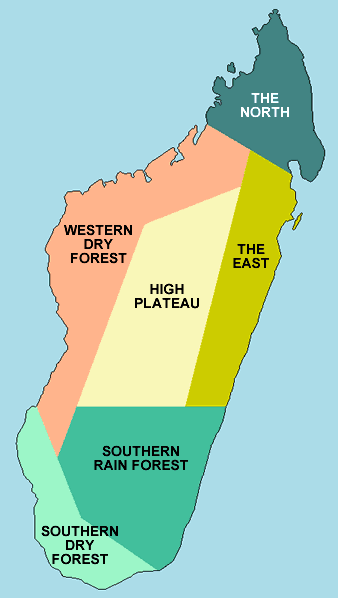 THE
NORTH
WESTERN
DRY
FOREST
THE
EAST
HIGH
PLATEAU
SOUTHERN
RAIN FOREST
SOUTHERN
DRY
FOREST